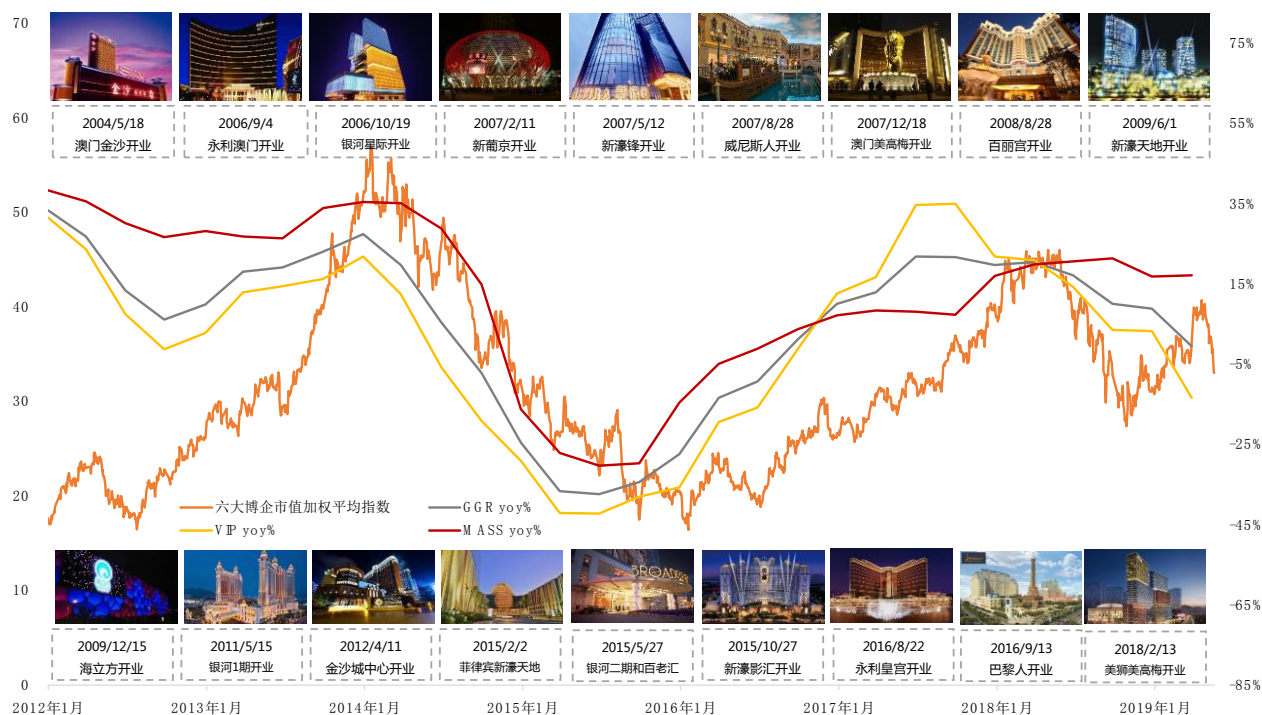 70
60
50
40
30
20
10
0
75%
55%
35%
15%
-5%
-25%
-45%
-65%
-85%
2004/5/18
澳门金沙开业
2006/9/4
永利澳门开业
2006/10/19
银河星际开业
2007/2/11
新葡京开业
2007/5/12
新濠锋开业
2007/8/28
威尼斯人开业
2007/12/18
澳门美高梅开业
2008/8/28
百丽宫开业
2009/6/1
新濠天地开业
六大博企市值加权平均指数
GGR yoy%
VIP yoy%
MASS yoy%
BROADWAY
2009/12/15
海立方开业
2011/5/15
银河1期开业
2012/4/11
金沙城中心开业
2015/2/2
菲律宾新濠天地
2015/5/27
银河二期和百老汇
2015/10/27
新濠影汇开业
2016/8/22
永利皇宫开业
2016/9/13
巴黎人开业
2018/2/13
美狮美高梅开业
2012年1月
2013年1月
2014年1月
2015年1月
2016年1月
2017年1月
2018年1月
2019年1月